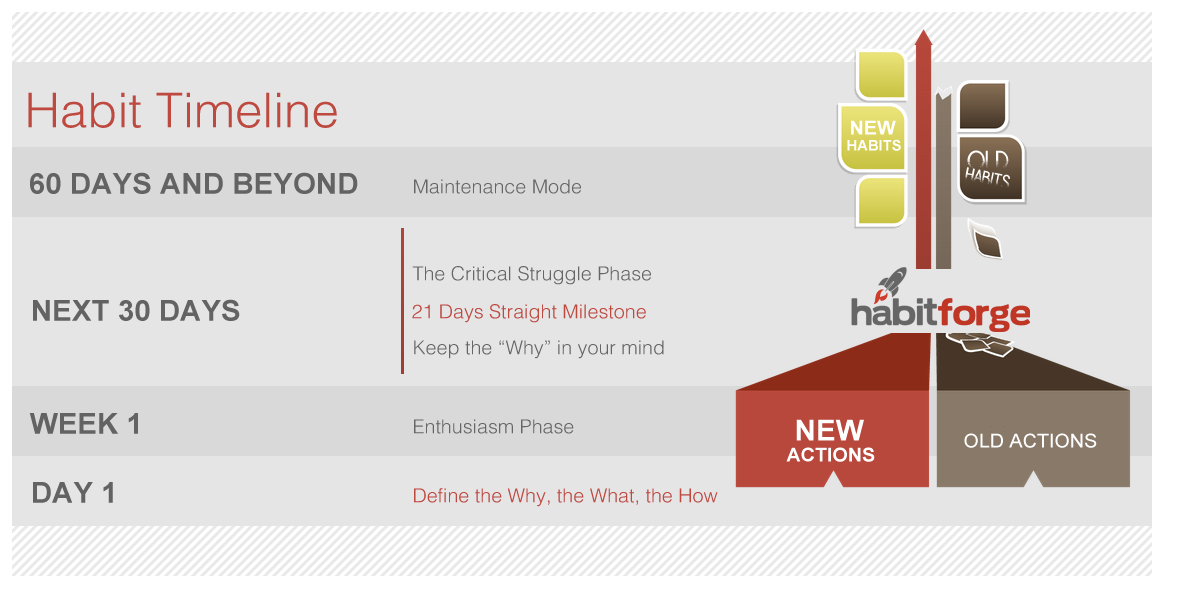 Habit Timeline
60 DAYS AND BEYOND
Maintenance Mode
NEXT 30 DAYS
The Critical Struggle Phase
21 Days Straight Milestone
Keep the “Why” in your mind
WEEK 1
Enthusiasm Phase
DAY 1
Define the Why, the What, the How
NEW
HABITS
OLD
HABITS
habitforge
NEW
ACTIONS
OLD ACTIONS